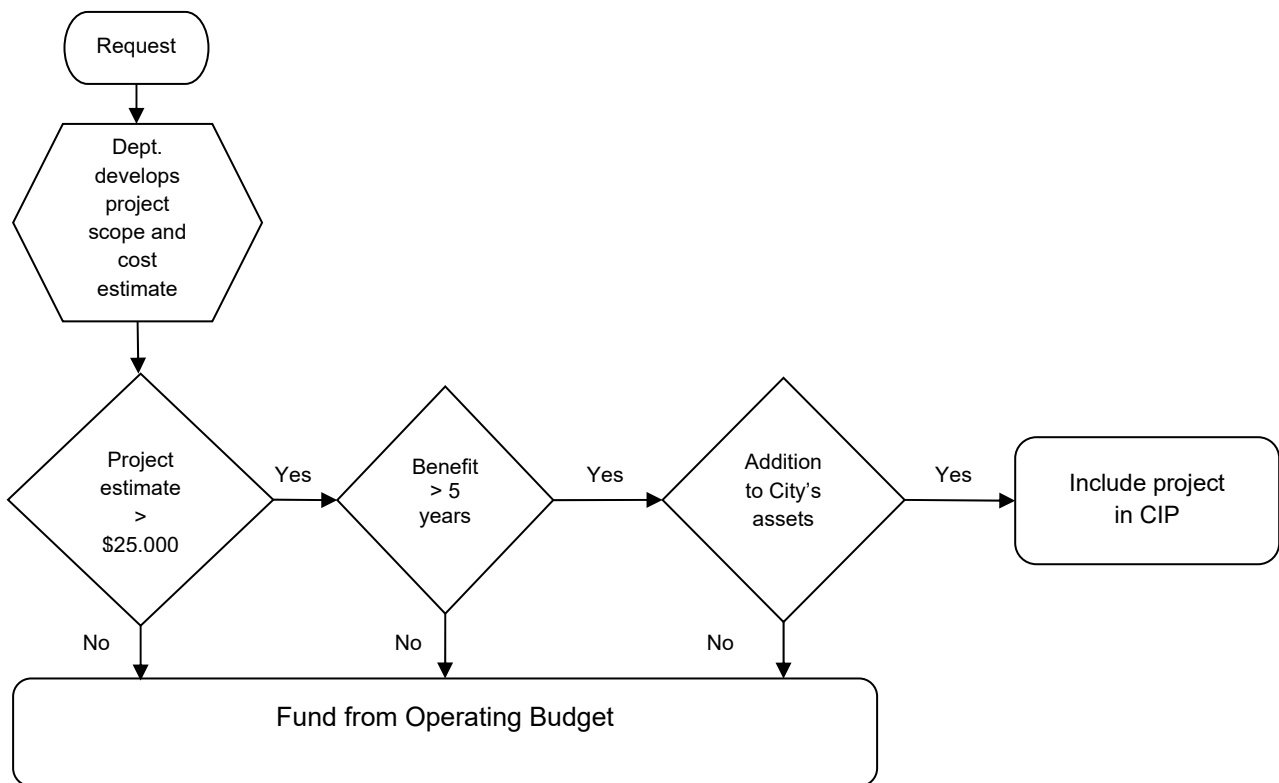 Request
Dept.
develops
project
scope and
cost
estimate
Project
estimate
>
$25.000
Yes
Benefit
> 5
years
Yes
Addition
to City’s
assets
Yes
Include project
in CIP
No
No
No
Fund from Operating Budget